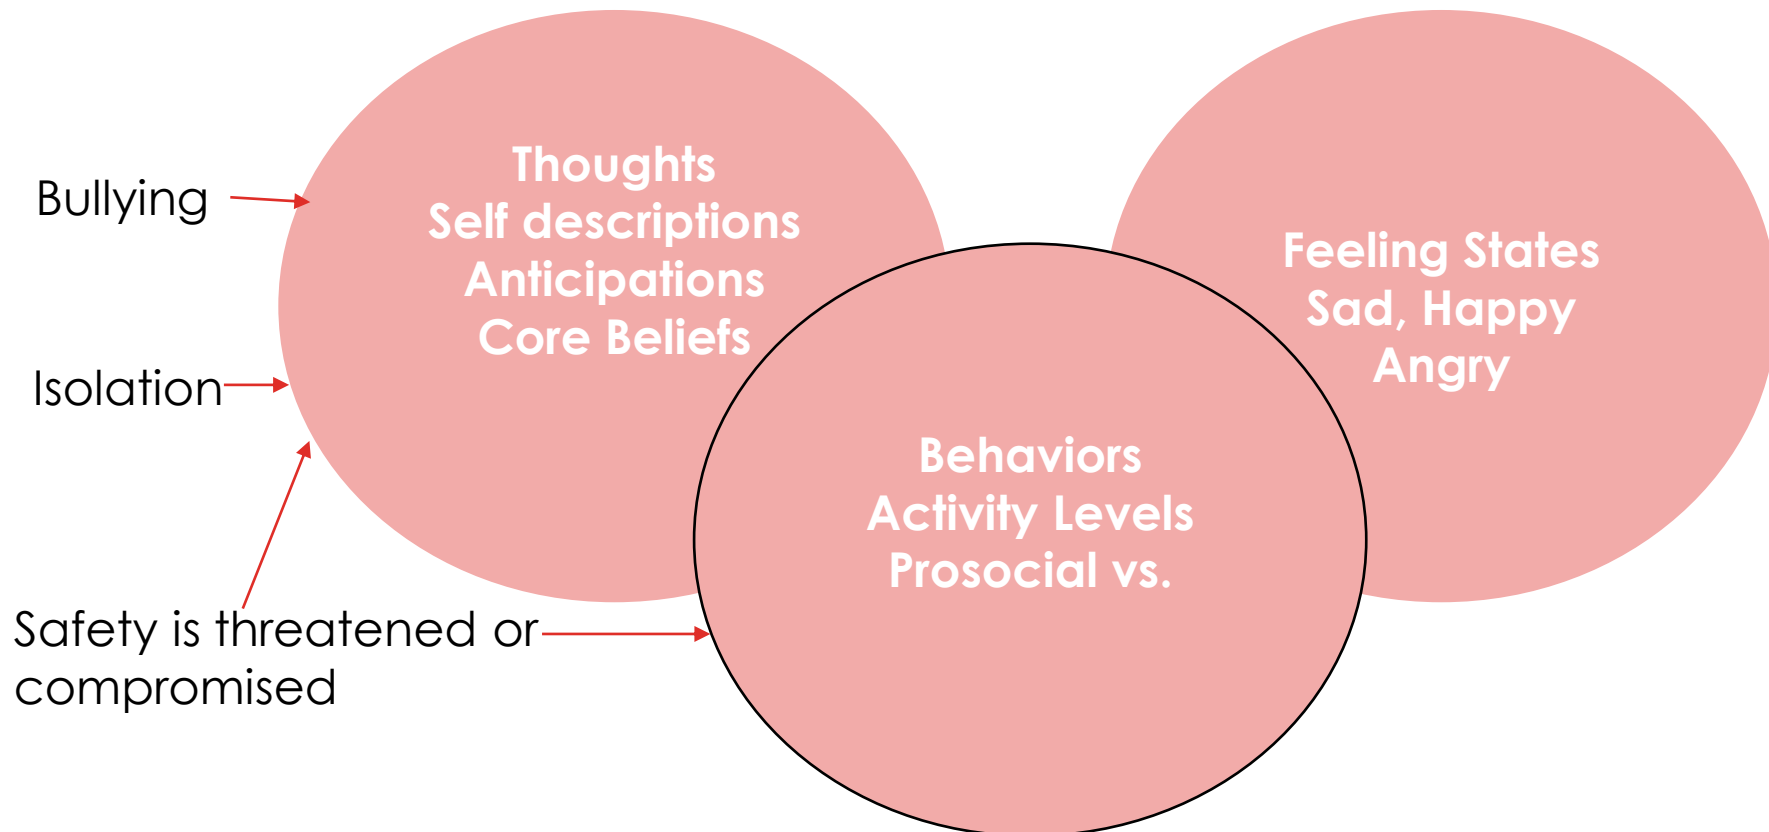 Bullying
Isolation
Safety is threatened or
compromised
Thoughts
Self descriptions
Anticipations
Core Beliefs
Behaviors
Activity Levels
Prosocial vs.
Feeling States
Sad, Happy
Angry